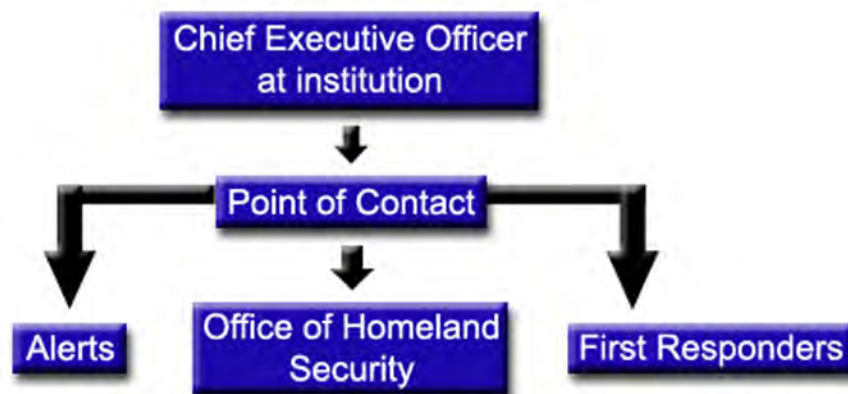 Chief Executive Officer
at institution
Point of Contact
Alerts
Office of Homeland
Security
First Responders